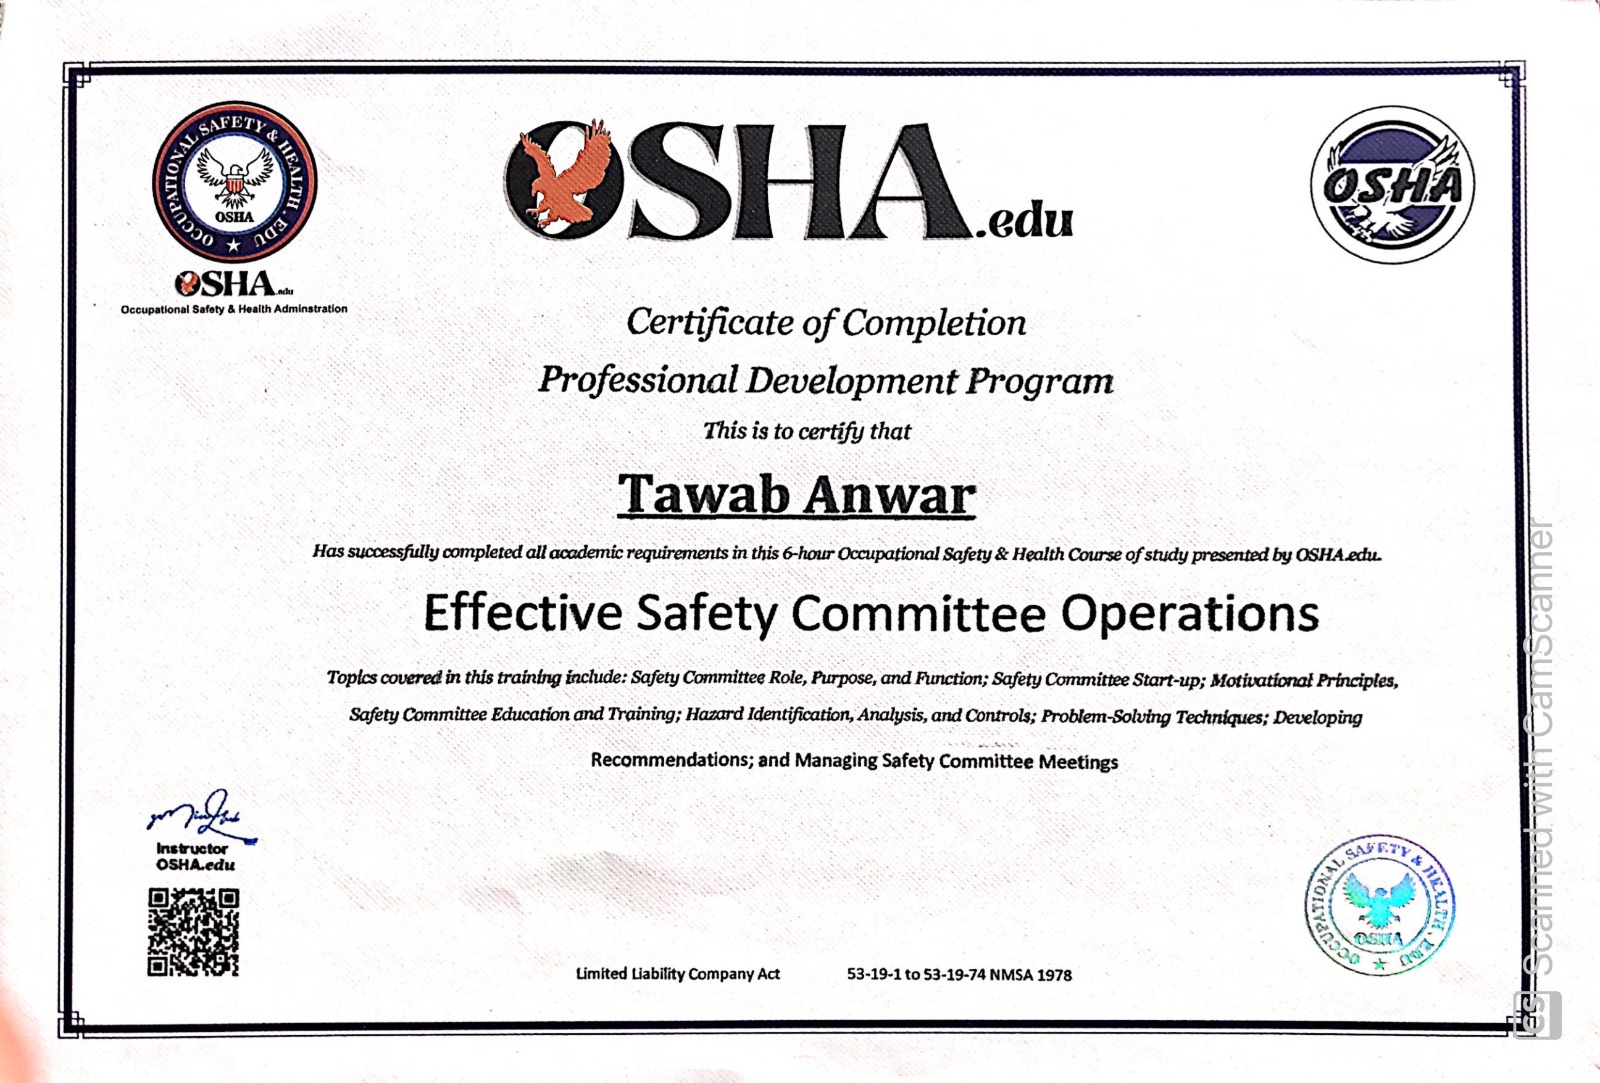 OCCUPATIONAL SAFETY & HEALTH .EDU
OSHA
OSHA.edu
Occupational Safety & Health Adminstration
OSHA.edu
OSHA
Certificate of Completion
Professional Development Program
This is to certify that
Tawab Anwar
Has successfully completed all academic requirements in this 6-hour Occupational Safety & Health Course of study presented by OSHA.edu.
Effective Safety Committee Operations
Topics covered in this training include: Safety Committee Role, Purpose, and Function; Safety Committee Start-up; Motivational Principles,
Safety Committee Education and Training; Hazard Identification, Analysis, and Controls; Problem-Solving Techniques; Developing
Recommendations; and Managing Safety Committee Meetings
Instructor
OSHA.edu
Limited Liability Company Act 53-19-1 to 53-19-74 NMSA 1978
OCCUPATIONAL SAFETY & HEALTH .EDU
OSHA
CS Scanned with CamScanner